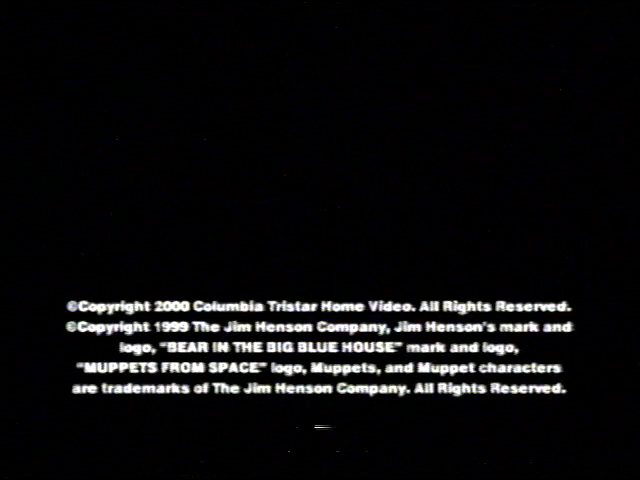 ©Copyright 2000 Columbia Tristar Home Video. All Rights Reserved.
©Copyright 1999 The Jim Henson Company, Jim Henson's mark and
logo, "BEAR IN THE BIG BLUE HOUSE" mark and logo,
"MUPPETS FROM SPACE" logo, Muppets, and Muppet characters
are trademarks of The Jim Henson Company. All Rights Reserved.